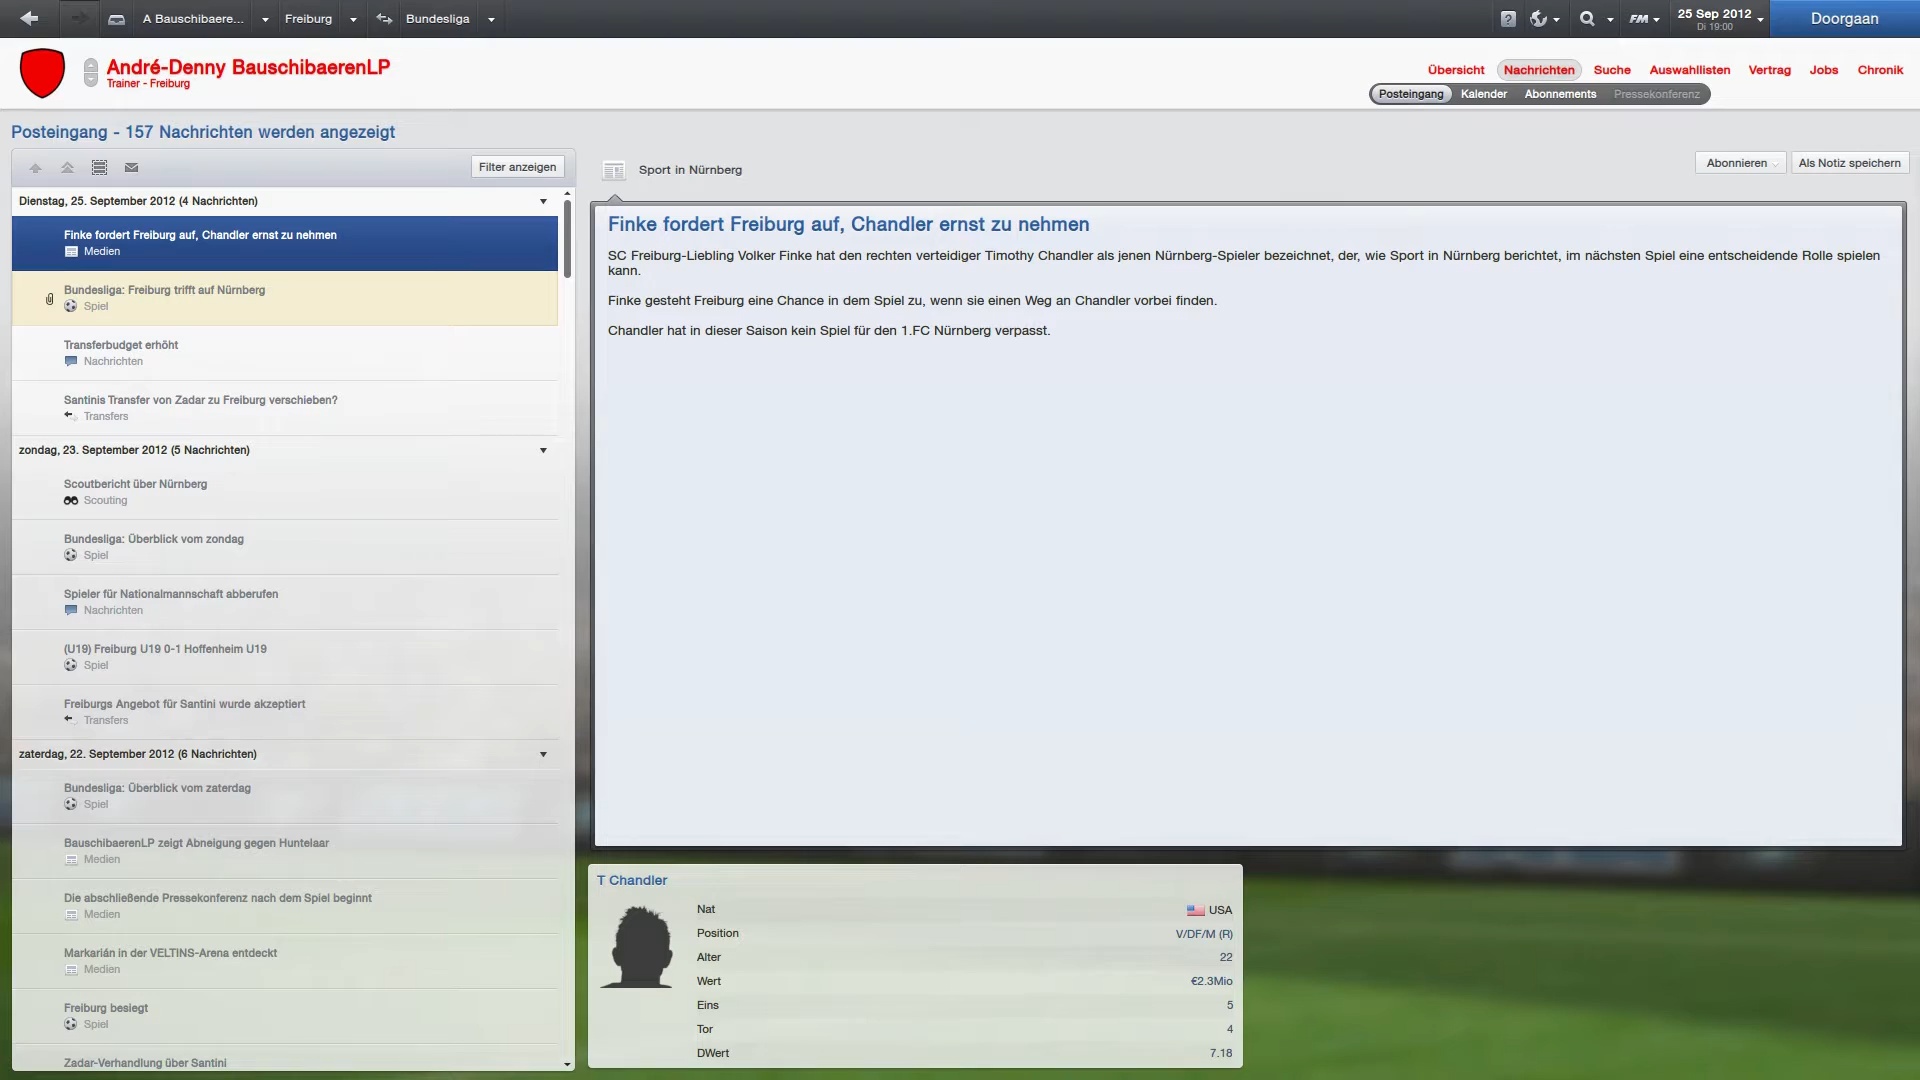 A Bauschibaere...
Freiburg
Bundesliga
FM
25 Sep 2012
Di 19:00
Doorgaan
André-Denny BauschibaerenLP
Trainer - Freiburg
Übersicht
Nachrichten
Suche
Auswahllisten
Vertrag
Jobs
Chronik
Posteingang
Kalender
Abonnements
Pressekonferenz
Posteingang - 157 Nachrichten werden angezeigt
Filter anzeigen
Dienstag, 25. September 2012 (4 Nachrichten)
Finke fordert Freiburg auf, Chandler ernst zu nehmen
Medien
Bundesliga: Freiburg trifft auf Nürnberg
Spiel
Transferbudget erhöht
Nachrichten
Santinis Transfer von Zadar zu Freiburg verschieben?
Transfers
zondag, 23. September 2012 (5 Nachrichten)
Scoutbericht über Nürnberg
Scouting
Bundesliga: Überblick vom zondag
Spiel
Spieler für Nationalmannschaft abberufen
Nachrichten
(U19) Freiburg U19 0-1 Hoffenheim U19
Spiel
Freiburgs Angebot für Santini wurde akzeptiert
Transfers
zaterdag, 22. September 2012 (6 Nachrichten)
Bundesliga: Überblick vom zaterdag
Spiel
BauschibaerenLP zeigt Abneigung gegen Huntelaar
Medien
Die abschließende Pressekonferenz nach dem Spiel beginnt
Medien
Markarián in der VELTINS-Arena entdeckt
Medien
Freiburg besiegt
Spiel
Zadar-Verhandlung über Santini
Sport in Nürnberg
Abonnieren
Als Notiz speichern
Finke fordert Freiburg auf, Chandler ernst zu nehmen
SC Freiburg-Liebling Volker Finke hat den rechten verteidiger Timothy Chandler als jenen Nürnberg-Spieler bezeichnet, der, wie Sport in Nürnberg berichtet, im nächsten Spiel eine entscheidende Rolle spielen
kann.
Finke gesteht Freiburg eine Chance in dem Spiel zu, wenn sie einen Weg an Chandler vorbei finden.
Chandler hat in dieser Saison kein Spiel für den 1.FC Nürnberg verpasst.
T Chandler
Nat USA
Position V/DF/M (R)
Alter 22
Wert €2.3Mio
Eins 5
Tor 4
DWert 7.18